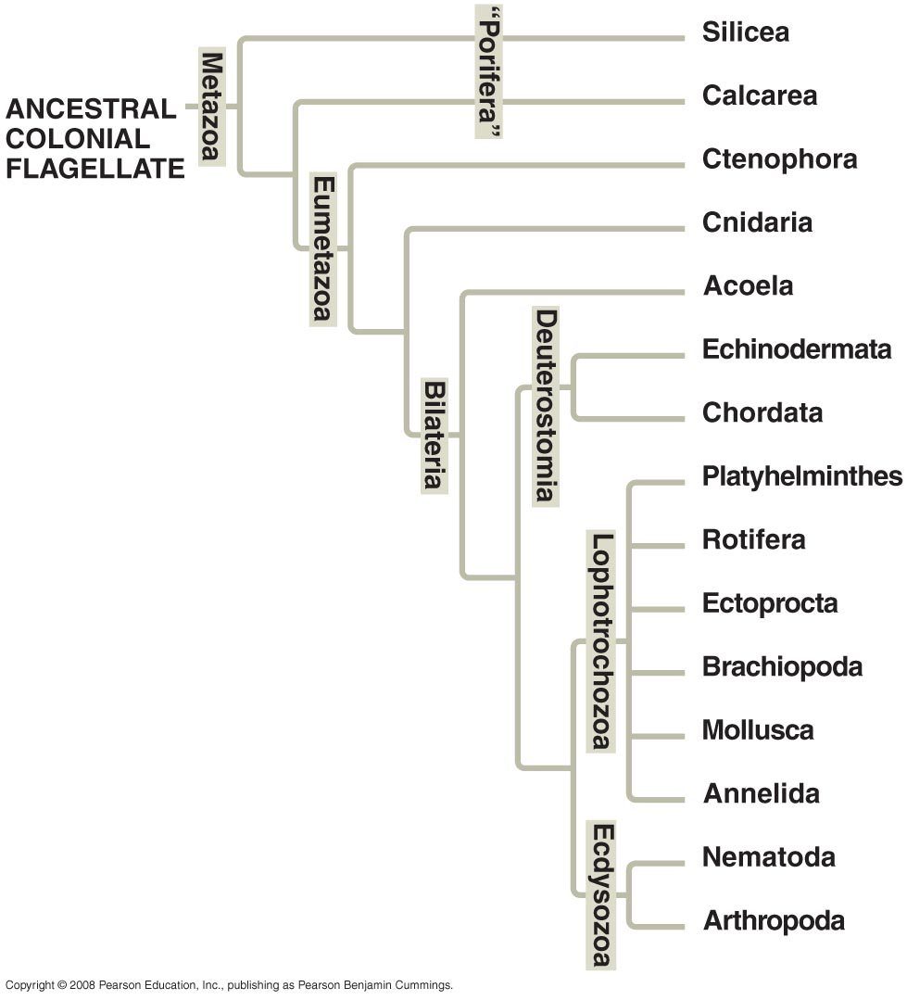 “Porifera”
Silicea
Metazoa
Calcarea
ANCESTRAL
COLONIAL
FLAGELLATE
Ctenophora
Eumetazoa
Cnidaria
Acoela
Deuterostomia
Echinodermata
Bilateria
Chordata
Platyhelminthes
Lophotrochozoa
Rotifera
Ectoprocta
Brachiopoda
Mollusca
Annelida
Ecdysozoa
Nematoda
Arthropoda
Copyright © 2008 Pearson Education, Inc., publishing as Pearson Benjamin Cummings.